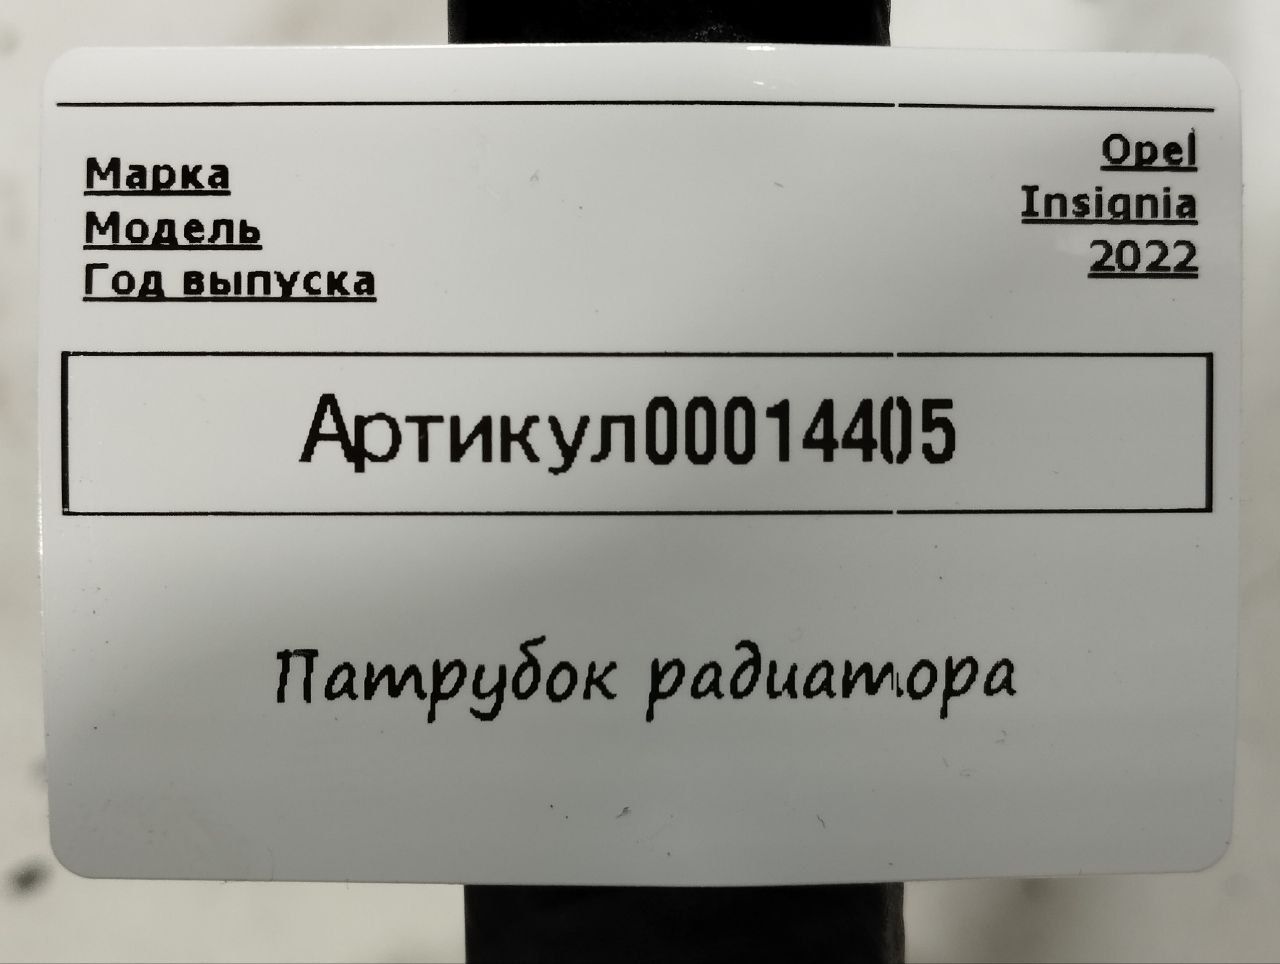 Марка Opel
Модель Insignia
Год выпуска 2022
Артикул00014405
Патрубок радиатора